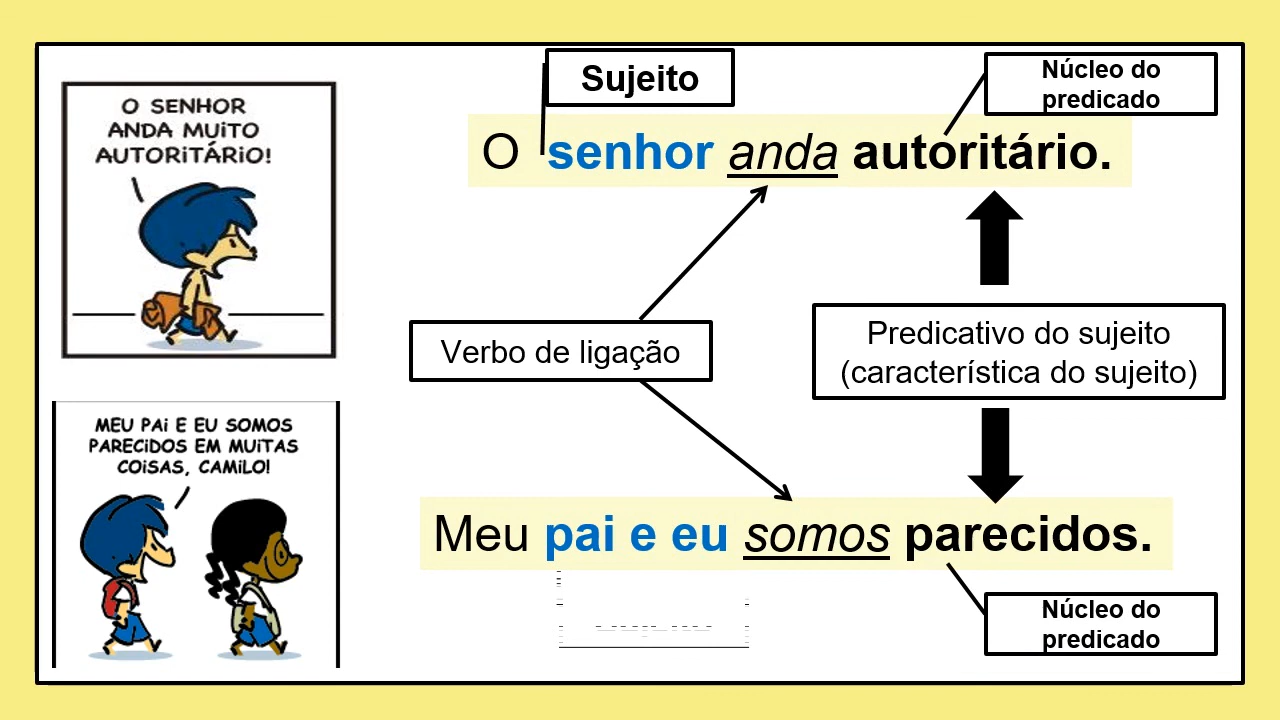 O SENHOR
ANDA MUiTO
AUTORiTÁRiO!
Sujeito
Núcleo do
predicado
O senhor anda autoritário.
Verbo de ligação
Predicativo do sujeito
(característica do sujeito)
MEU PAi E EU SOMOS
PARECiDOS EM MUiTAS
COiSAS, CAMiLO!
Meu pai e eu somos parecidos.
Núcleo do
predicado